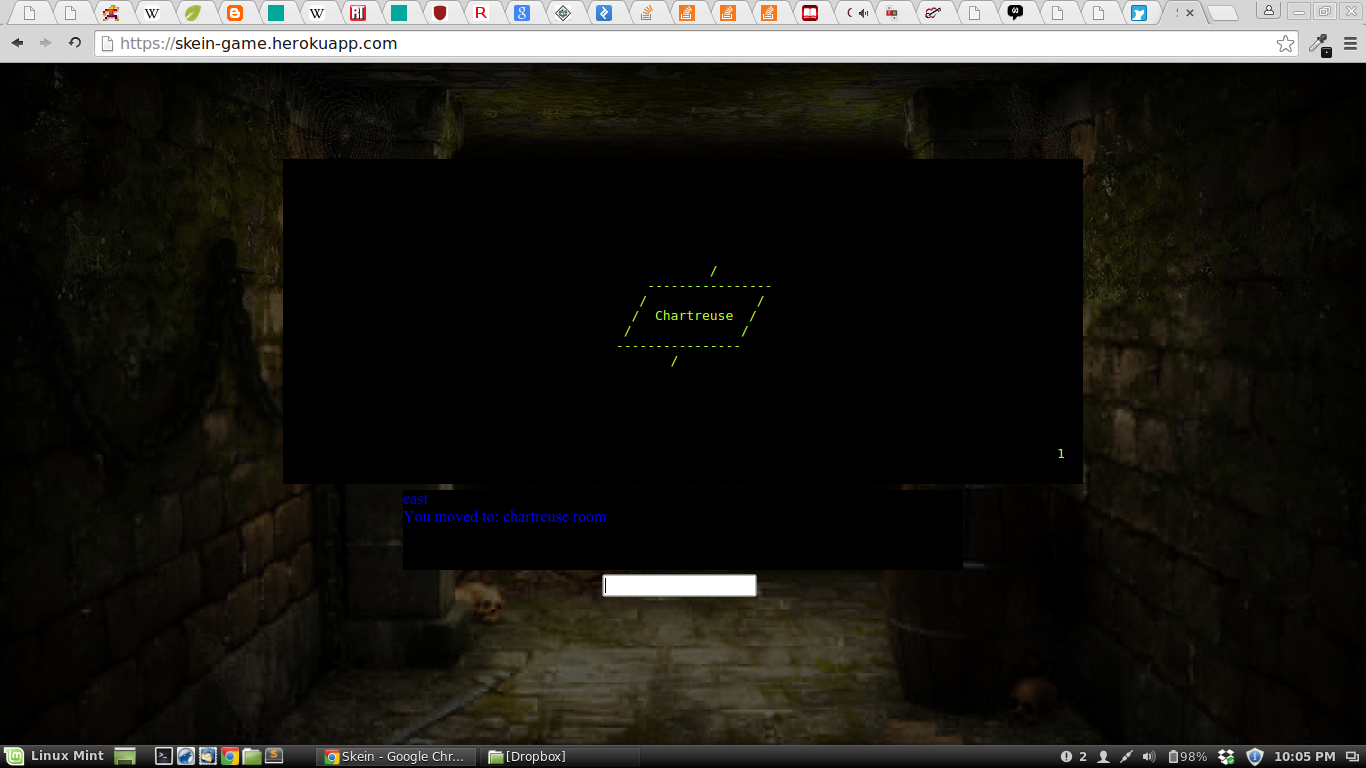 https://skein-game.herokuapp.com
/
----------------
/ /
/ Chartreuse /
/ /
----------------
/
1
east
You moved to: chartreuse room
Linux Mint
Skein - Google Chr...
[Dropbox]
2
98%
10:05 PM